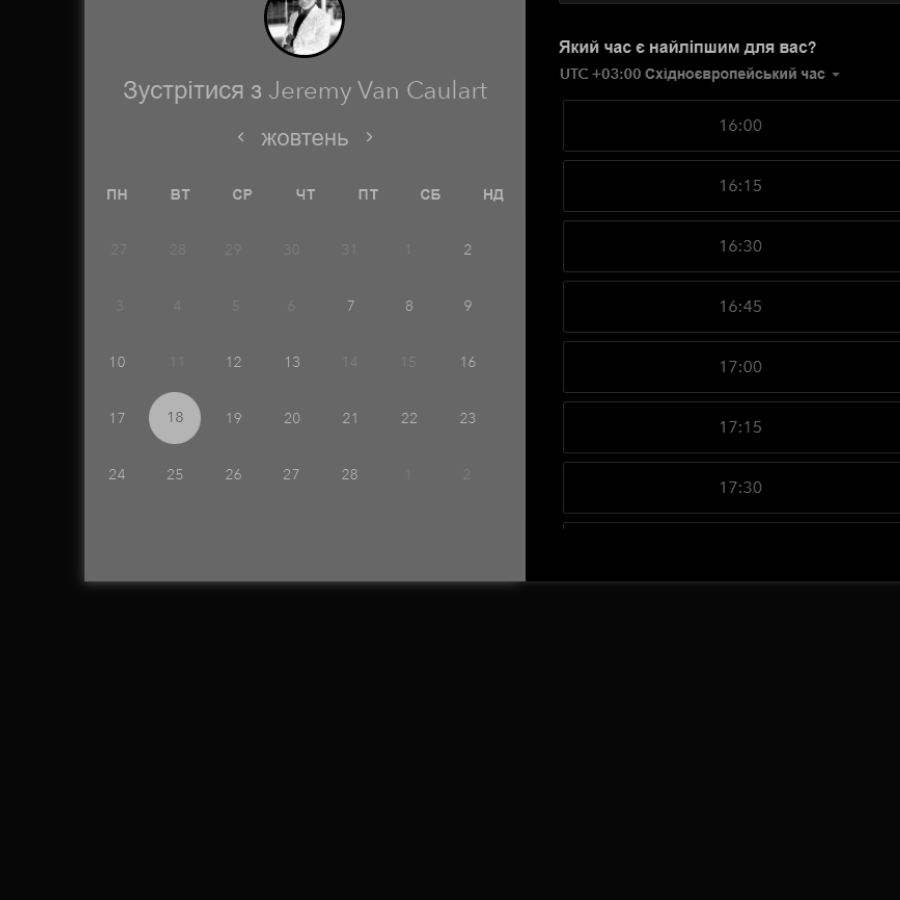 Зустрітися з Jeremy Van Caulart
жовтень
ПН ВТ СР ЧТ ПТ СБ НД
27 28 29 30 31 1 2
3 4 5 6 7 8 9
10 11 12 13 14 15 16
17 18 19 20 21 22 23
24 25 26 27 28 1 2
Який час є найліпшим для вас?
UTC +03:00 Східноєвропейський час
16:00
16:15
16:30
16:45
17:00
17:15
17:30